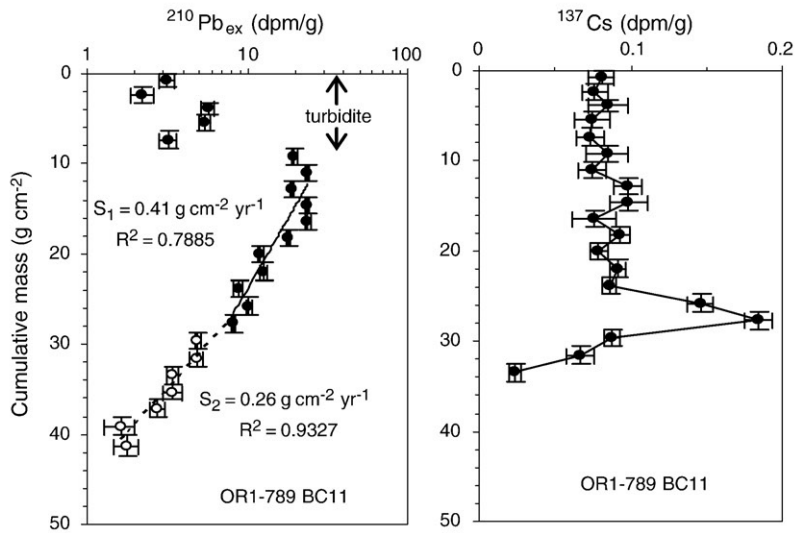 ²¹⁰Pb ex (dpm/g)
1 10 100
0
10
20
30
40
50
Cumulative mass (g cm⁻²)
turbidite
S₁ = 0.41 g cm⁻² yr⁻¹
R² = 0.7885
S₂ = 0.26 g cm⁻² yr⁻¹
R² = 0.9327
OR1-789 BC11
¹³⁷Cs (dpm/g)
0 0.1 0.2
0
10
20
30
40
50
OR1-789 BC11